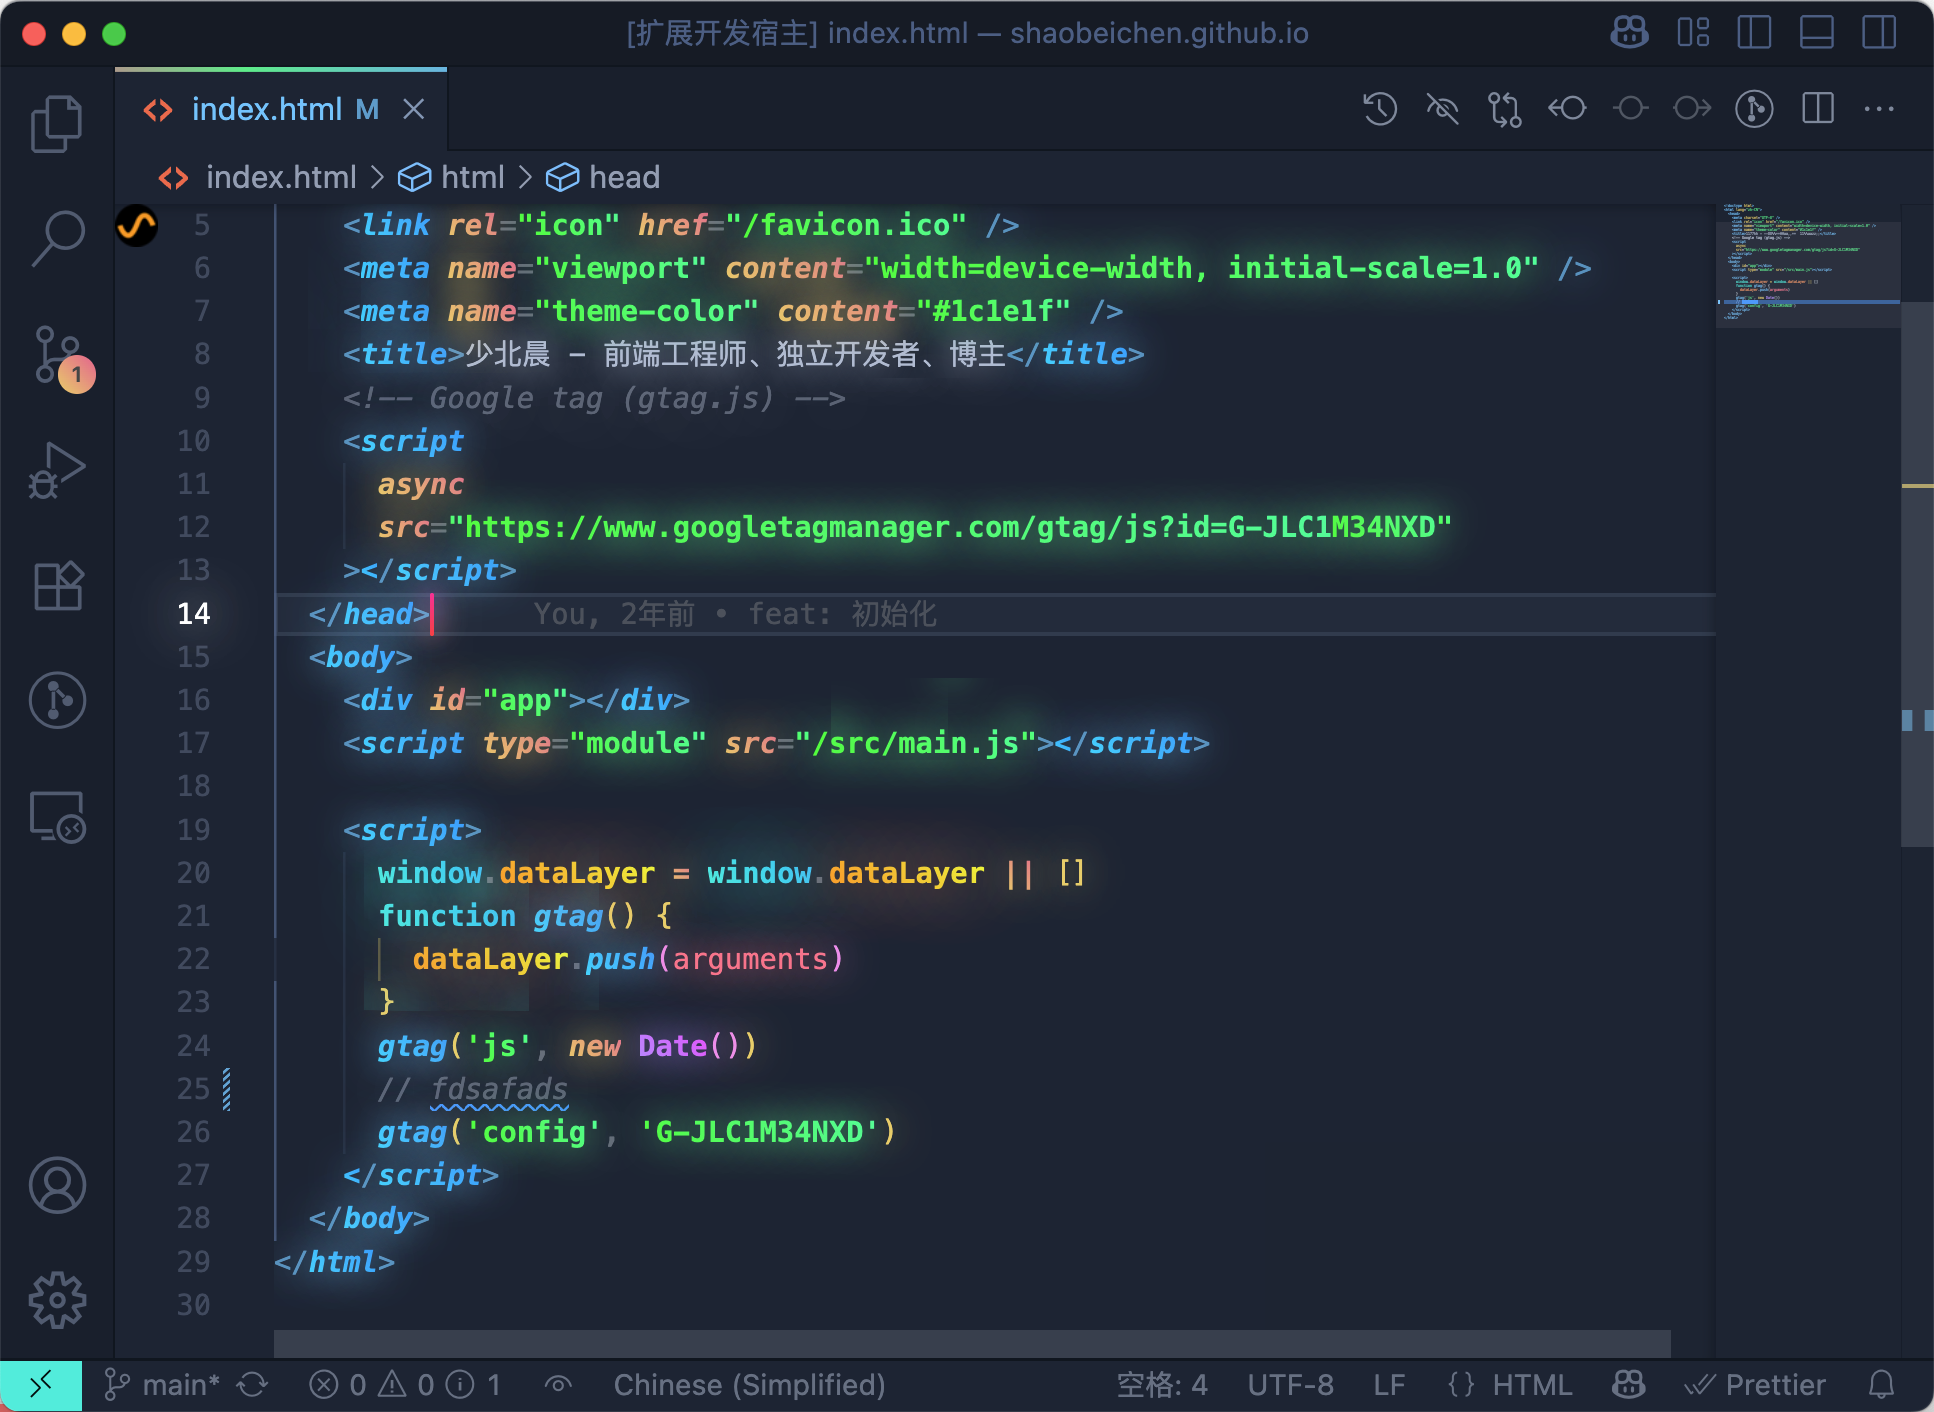 [扩展开发宿主] index.html — shaobeichen.github.io
index.html M
index.html > html > head
5 <link rel="icon" href="/favicon.ico" />
6 <meta name="viewport" content="width=device-width, initial-scale=1.0" />
7 <meta name="theme-color" content="#1c1e1f" />
8 <title>少北晨 - 前端工程师、独立开发者、博主</title>
9 <!-- Google tag (gtag.js) -->
1
10 <script
11 async
12 src="https://www.googletagmanager.com/gtag/js?id=G-JLC1M34NXD"
13 ></script>
14 </head> You, 2年前 • feat: 初始化
15 <body>
16 <div id="app"></div>
17 <script type="module" src="/src/main.js"></script>
18
19 <script>
20 window.dataLayer = window.dataLayer || []
21 function gtag() {
22 dataLayer.push(arguments)
23 }
24 gtag('js', new Date())
25 // fdsafads
26 gtag('config', 'G-JLC1M34NXD')
27 </script>
28 </body>
29 </html>
30
main* 0 0 1 Chinese (Simplified) 空格: 4 UTF-8 LF {} HTML Prettier